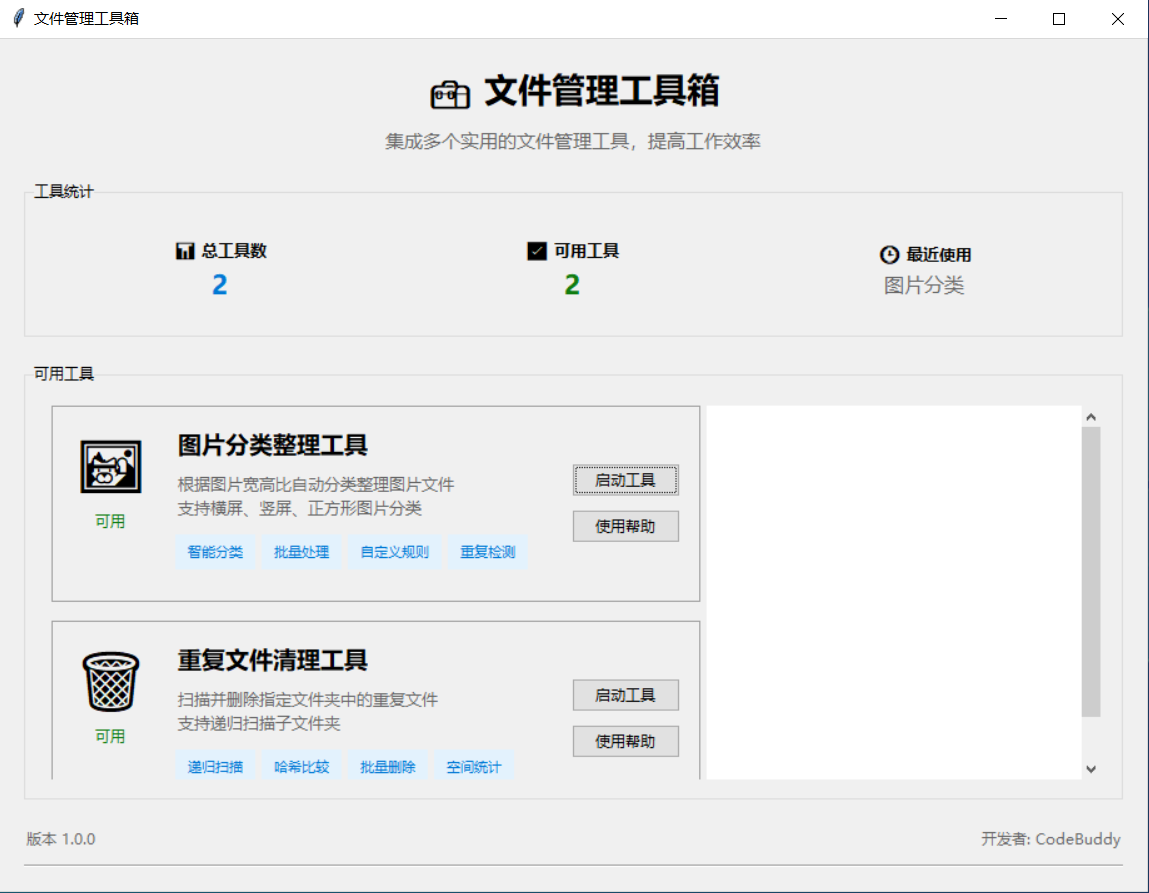 文件管理工具箱
文件管理工具箱
集成多个实用的文件管理工具，提高工作效率
工具统计
总工具数
2
可用工具
2
最近使用
图片分类
可用工具
图片分类整理工具
根据图片宽高比自动分类整理图片文件
支持横屏、竖屏、正方形图片分类
可用
智能分类 批量处理 自定义规则 重复检测
启动工具
使用帮助
重复文件清理工具
扫描并删除指定文件夹中的重复文件
支持递归扫描子文件夹
可用
递归扫描 哈希比较 批量删除 空间统计
启动工具
使用帮助
版本 1.0.0
开发者: CodeBuddy